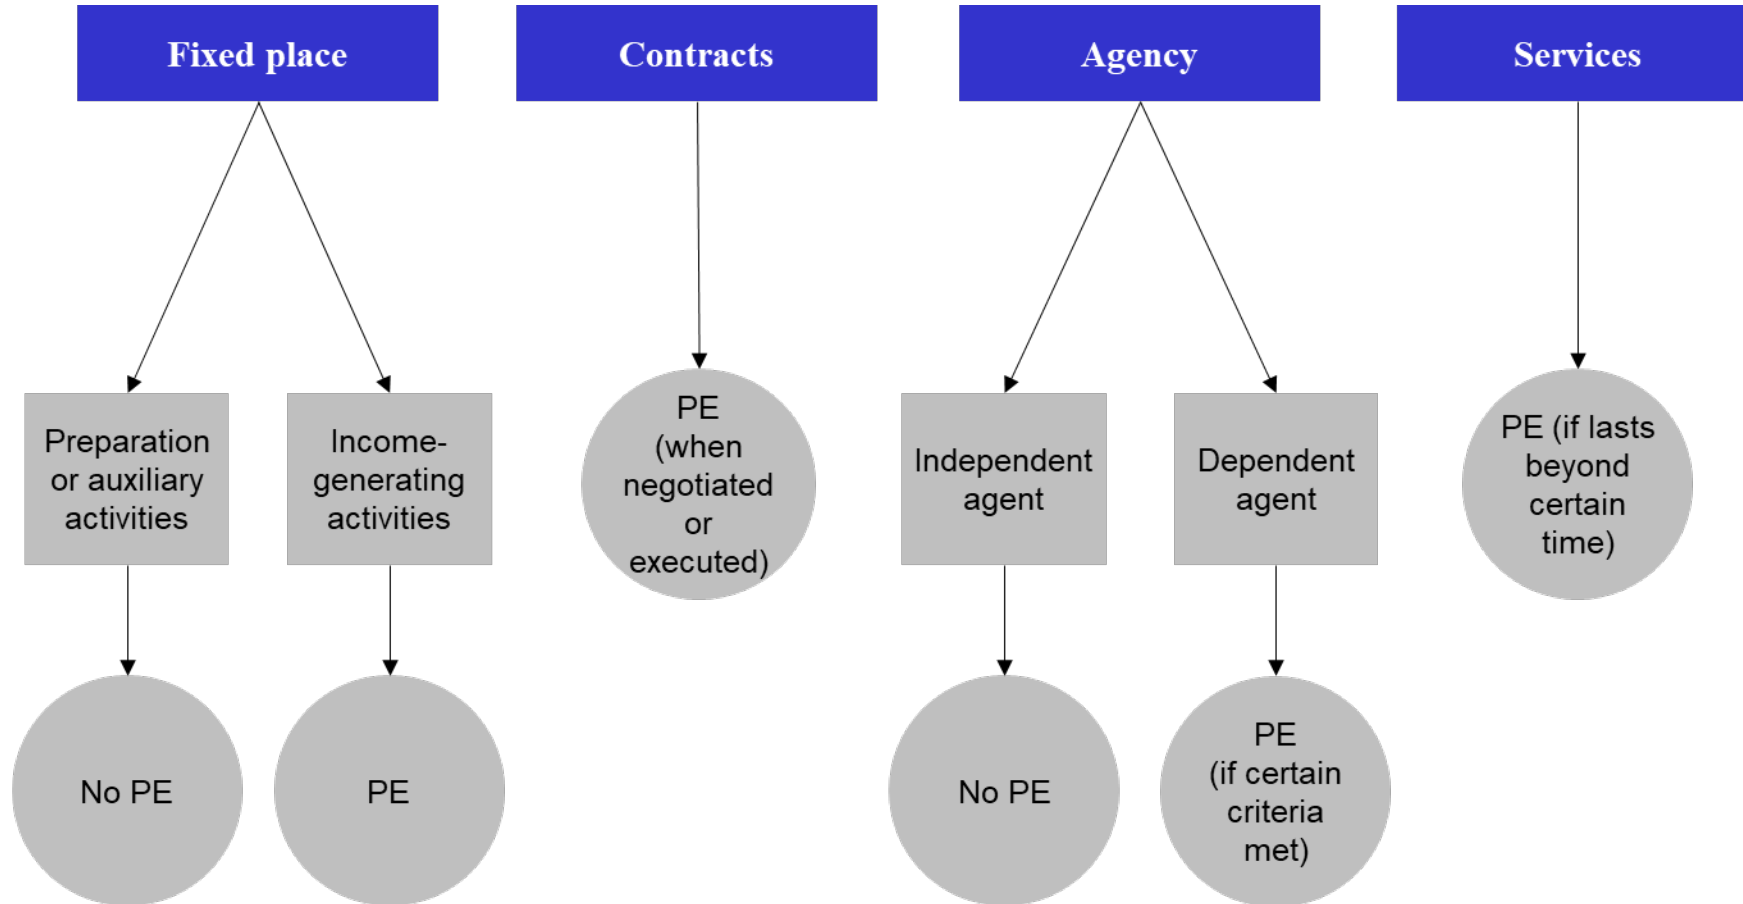 Fixed place
Contracts
Agency
Services
Preparation
or auxiliary
activities
Income-
generating
activities
PE
(when
negotiated
or
executed)
Independent
agent
Dependent
agent
PE (if lasts
beyond
certain
time)
No PE
PE
No PE
PE
(if certain
criteria
met)